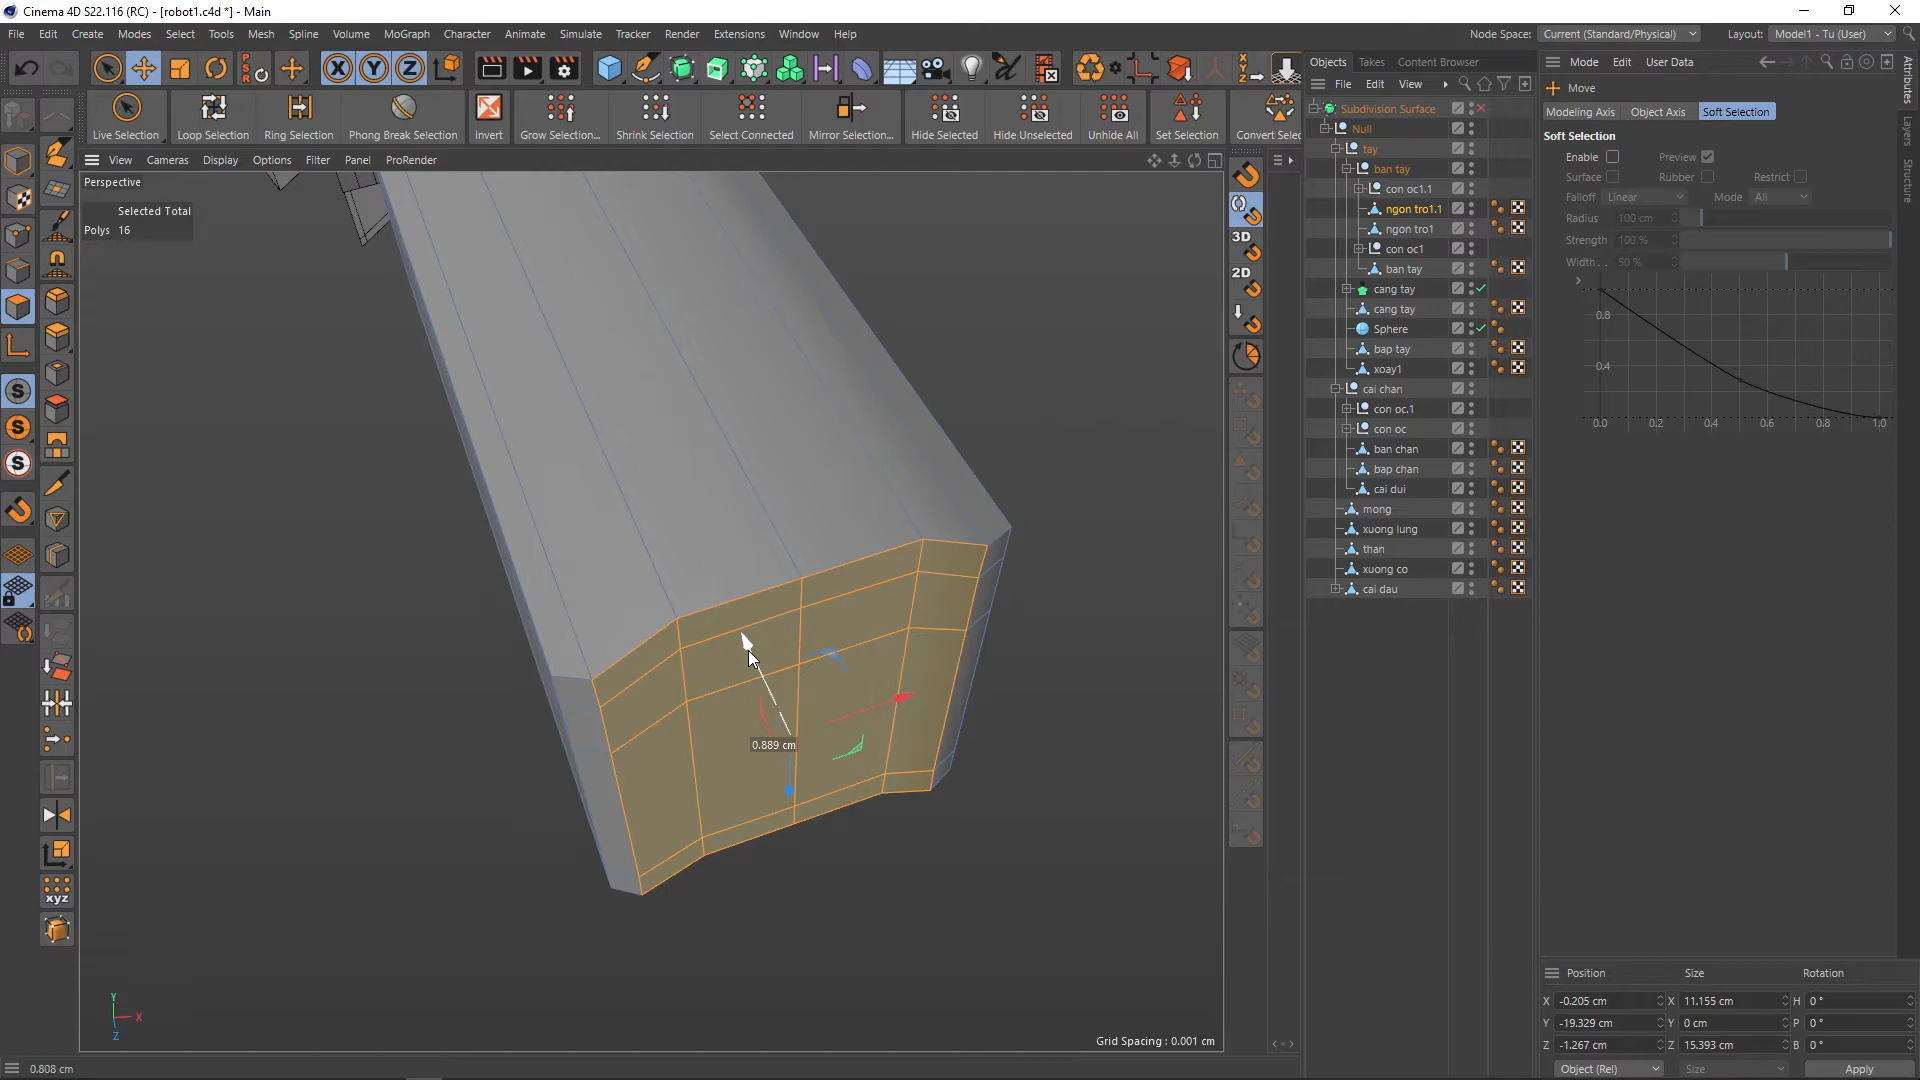 Cinema 4D S22.116 (RC) - [robot1.c4d *] - Main
File Edit Create Modes Select Tools Mesh Spline Volume MoGraph Character Animate Simulate Tracker Render Extensions Window Help Node Space: Current (Standard/Physical) Layout: Model1 - Tu (User)
PSR X Y Z
Live Selection Loop Selection Ring Selection Phong Break Selection Invert Grow Selection... Shrink Selection Select Connected Mirror Selection... Hide Selected Hide Unselected Unhide All Set Selection Convert Selec
View Cameras Display Options Filter Panel ProRender
Perspective
Selected Total
Polys 16
0.889 cm
Grid Spacing : 0.001 cm
Y
X
Z
0.808 cm
S
S
S
xyz
3D
2D
Objects Takes Content Browser
File Edit View
Subdivision Surface
Null
tay
ban tay
con oc1.1
ngon tro1.1
ngon tro1
con oc1
ban tay
cang tay
cang tay
Sphere
bap tay
xoay1
cai chan
con oc.1
con oc
ban chan
bap chan
cai dui
mong
xuong lung
than
xuong co
cai dau
Mode Edit User Data
Move
Modeling Axis Object Axis Soft Selection
Soft Selection
Enable Preview
Surface Rubber Restrict
Falloff Linear Mode All
Radius 100 cm
Strength 100 %
Width . . 50 %
0.8
0.4
0.0 0.2 0.4 0.6 0.8 1.0
Attributes
Layers
Structure
Position Size Rotation
X -0.205 cm X 11.155 cm H 0 °
Y -19.329 cm Y 0 cm P 0 °
Z -1.267 cm Z 15.393 cm B 0 °
Object (Rel) Size Apply